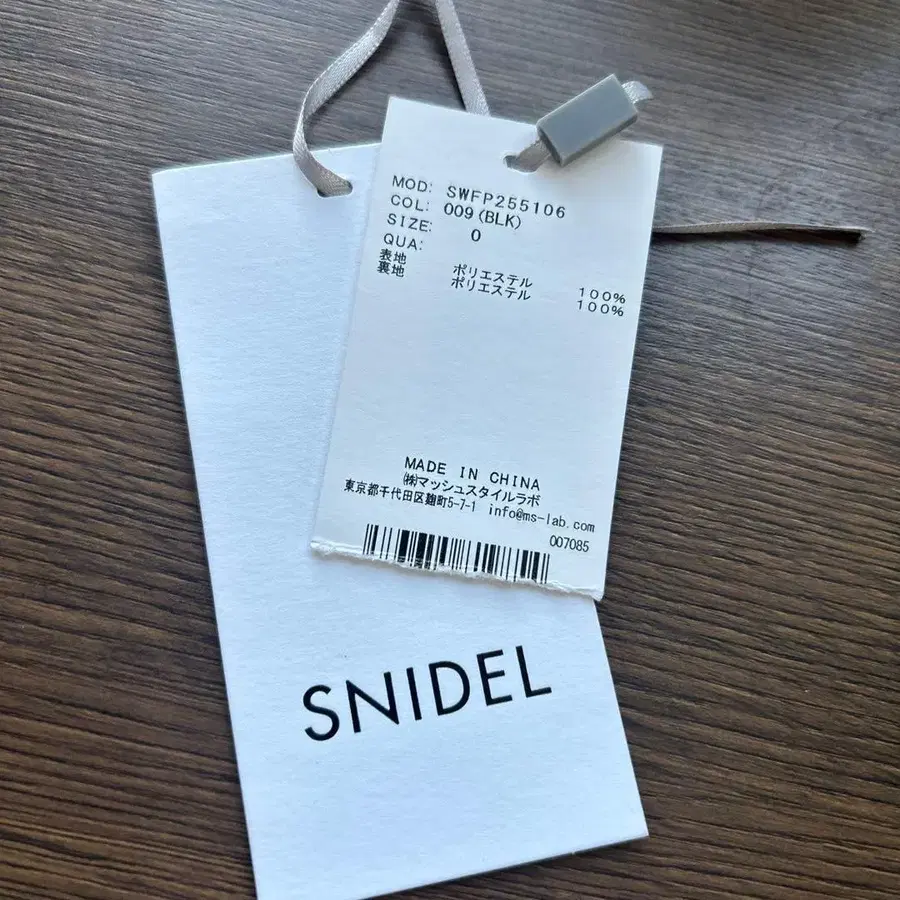 MOD: SWFP255106
COL: 009(BLK)
SIZE: 0
QUA:
表地 ポリエステル 100%
裏地 ポリエステル 100%
MADE IN CHINA
㈱マッシュスタイルラボ
東京都千代田区麹町5-7-1 info@ms-lab.com
007085
SNIDEL